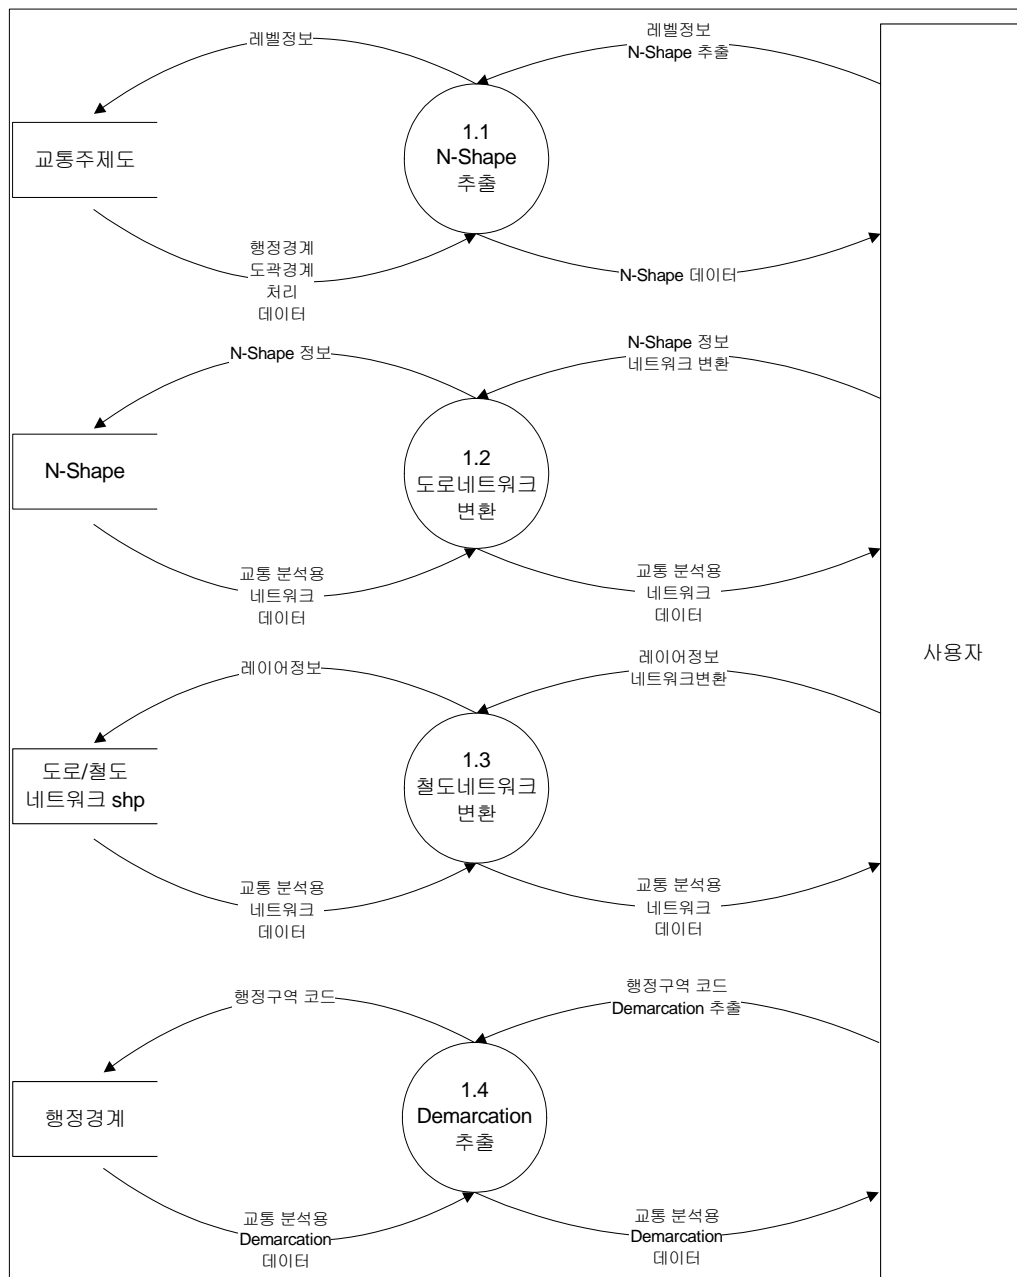 레벨정보
레벨정보
N-Shape 추출
교통주제도
1.1
N-Shape
추출
행정경계
도곽경계
처리
데이터
N-Shape 데이터
N-Shape 정보
N-Shape 정보
네트워크 변환
N-Shape
1.2
도로네트워크
변환
교통 분석용
네트워크
데이터
교통 분석용
네트워크
데이터
사용자
레이어정보
레이어정보
네트워크변환
도로/철도
네트워크 shp
1.3
철도네트워크
변환
교통 분석용
네트워크
데이터
교통 분석용
네트워크
데이터
행정구역 코드
행정구역 코드
Demarcation 추출
행정경계
1.4
Demarcation
추출
교통 분석용
Demarcation
데이터
교통 분석용
Demarcation
데이터